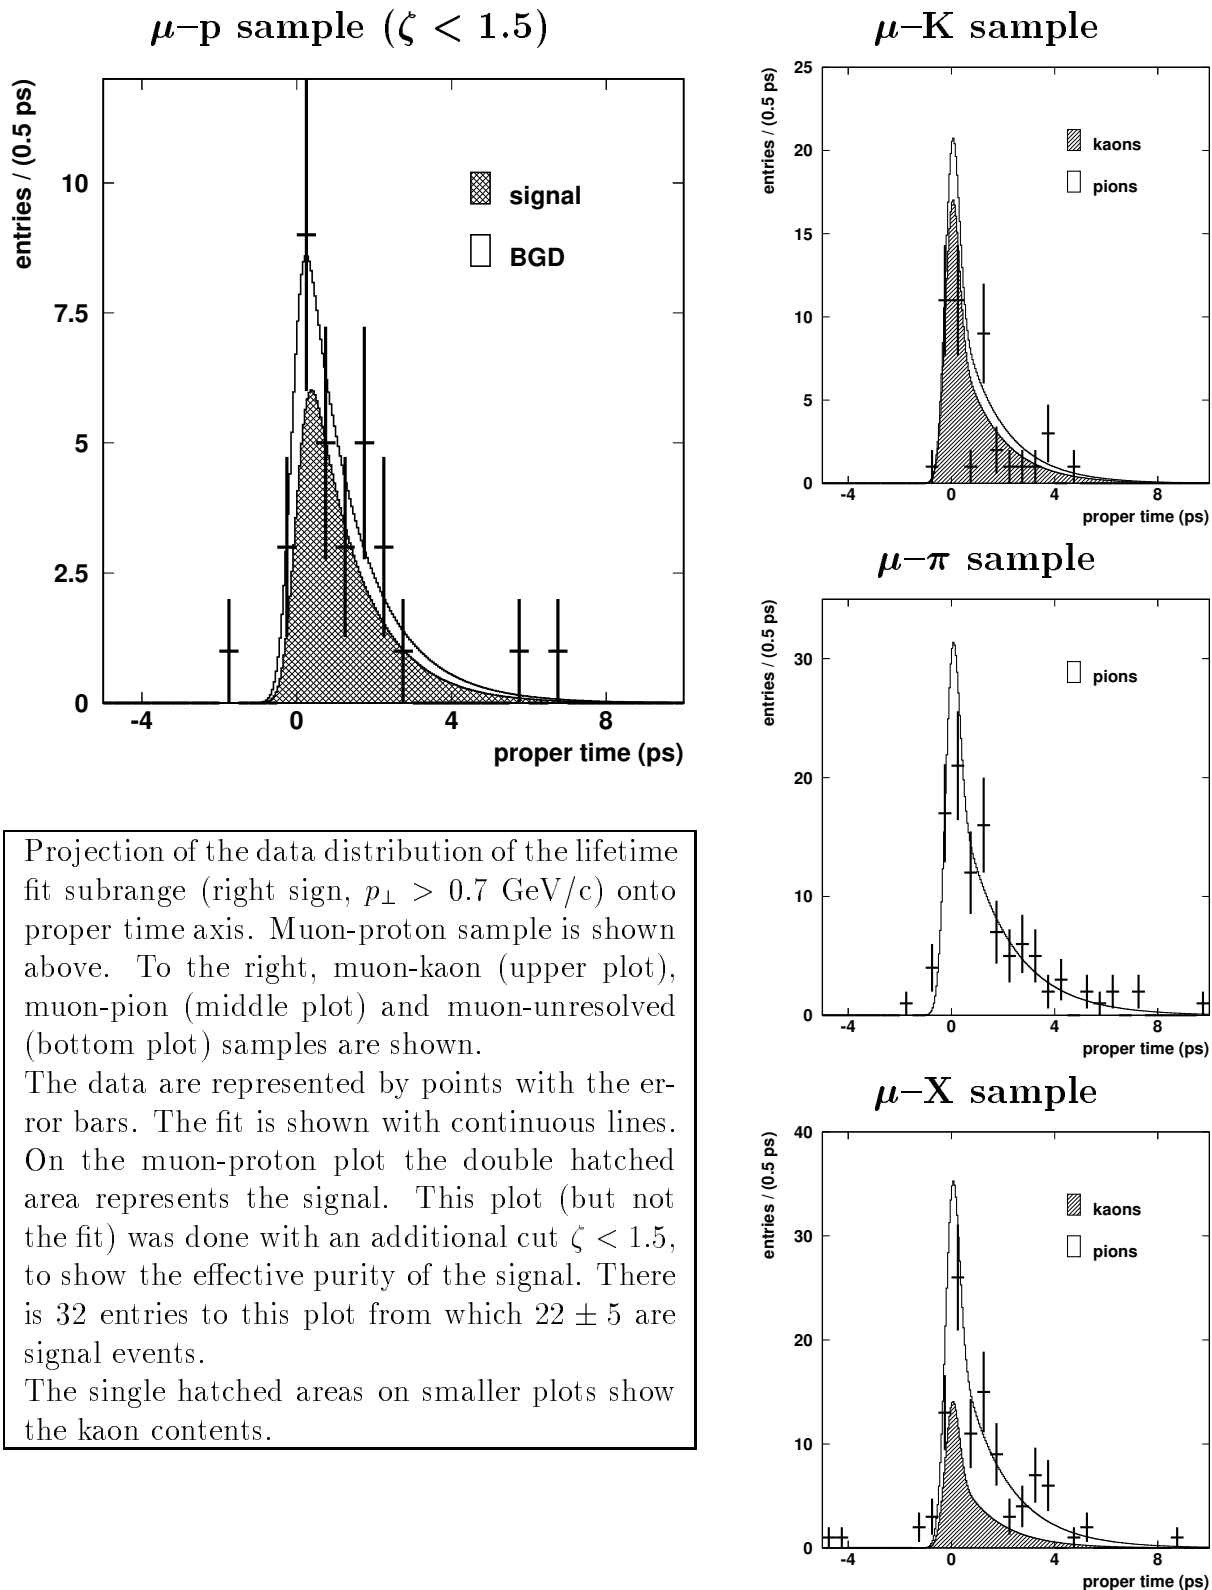 μ–p sample (ζ < 1.5)
entries / (0.5 ps)
10
7.5
5
2.5
0
-4
0
4
8
proper time (ps)
signal
BGD
Projection of the data distribution of the lifetime
fit subrange (right sign, p⊥ > 0.7 GeV/c) onto
proper time axis. Muon-proton sample is shown
above. To the right, muon-kaon (upper plot),
muon-pion (middle plot) and muon-unresolved
(bottom plot) samples are shown.
The data are represented by points with the er-
ror bars. The fit is shown with continuous lines.
On the muon-proton plot the double hatched
area represents the signal. This plot (but not
the fit) was done with an additional cut ζ < 1.5,
to show the effective purity of the signal. There
is 32 entries to this plot from which 22 ± 5 are
signal events.
The single hatched areas on smaller plots show
the kaon contents.
μ–K sample
entries / (0.5 ps)
25
20
15
10
5
0
-4
0
4
8
proper time (ps)
kaons
pions
μ–π sample
entries / (0.5 ps)
30
20
10
0
-4
0
4
8
proper time (ps)
pions
μ–X sample
entries / (0.5 ps)
40
30
20
10
0
-4
0
4
8
proper time (ps)
kaons
pions